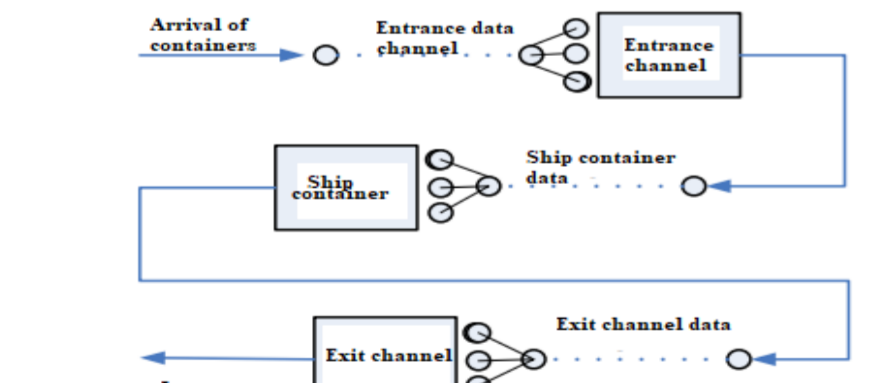 Arrival of
containers
Entrance data
channel
Entrance
channel
Ship container
data
Ship
container
Exit channel data
Exit channel